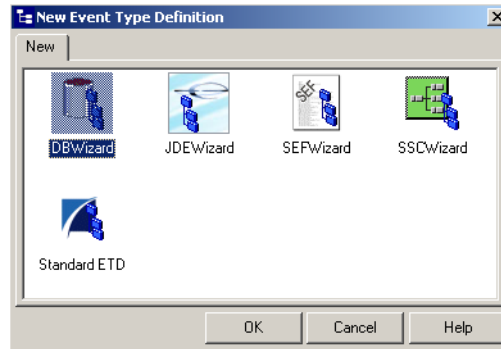 New Event Type Definition
New
DBWizard JDEWizard SEFWizard SSCWizard
SEF
Standard ETD
OK Cancel Help